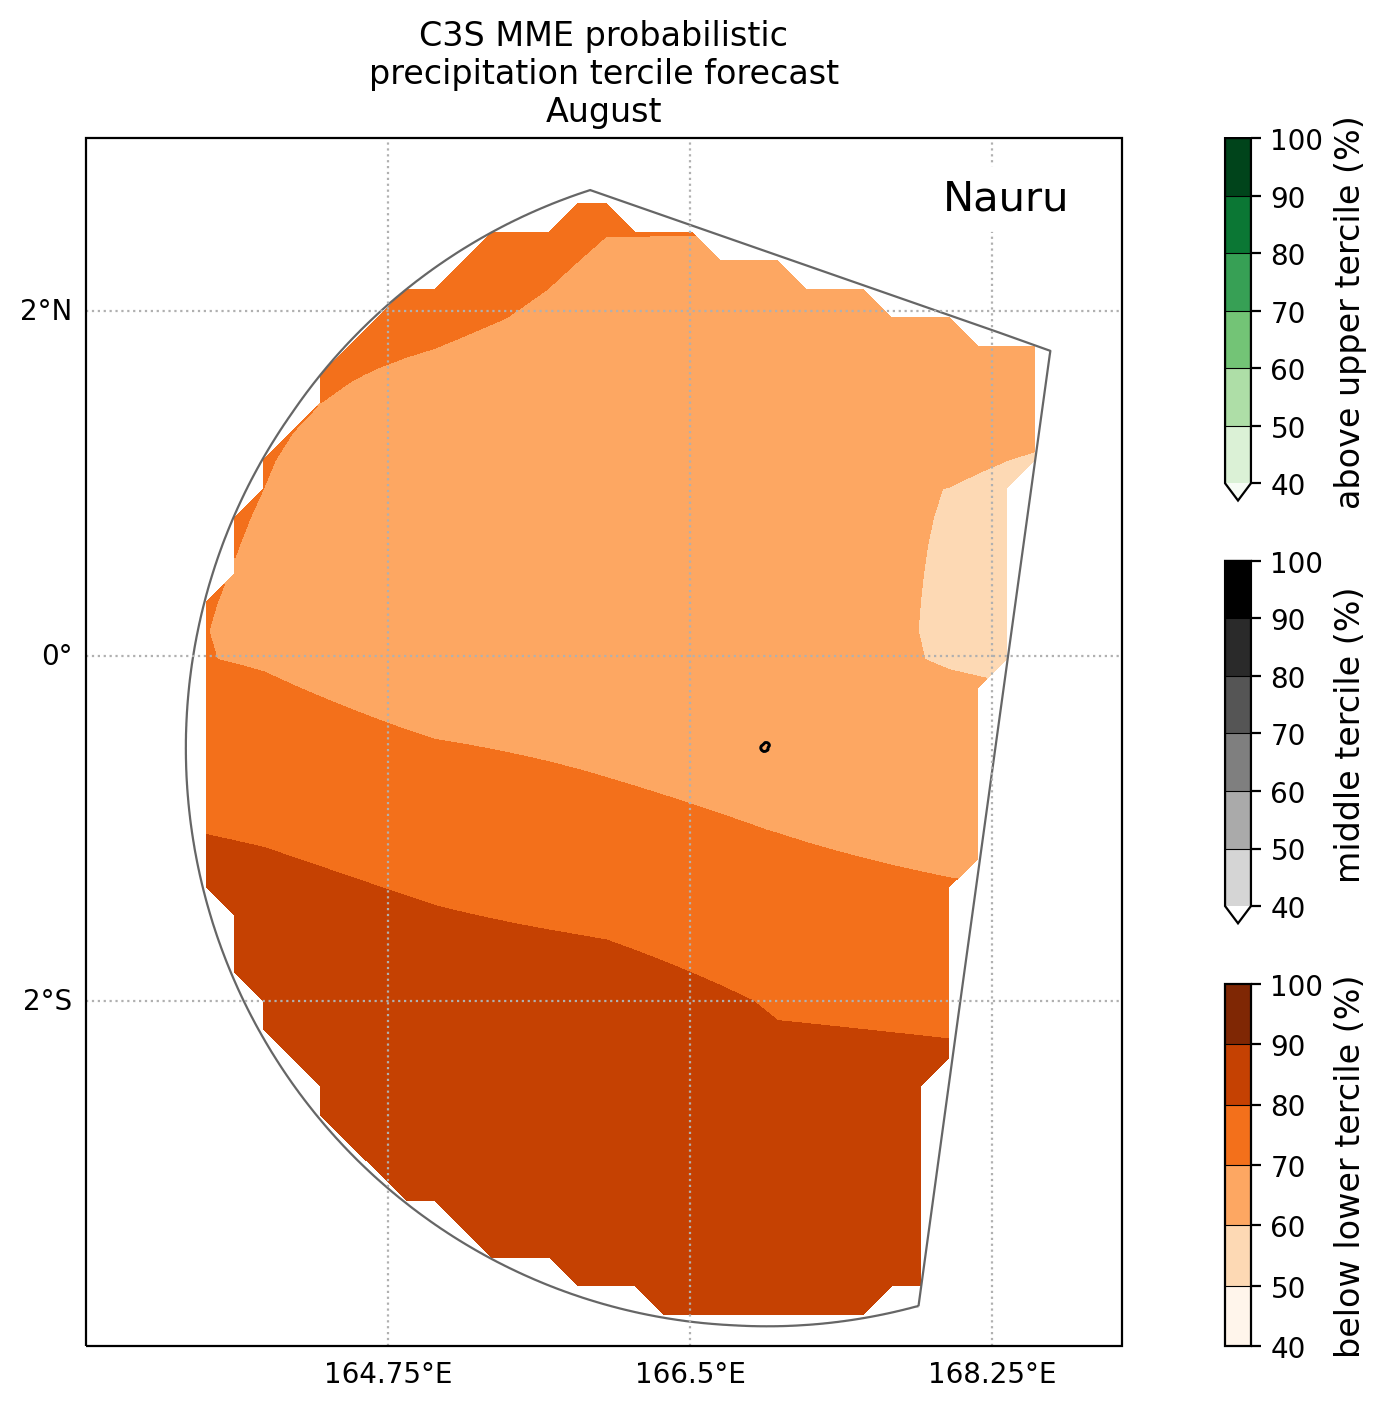 C3S MME probabilistic
precipitation tercile forecast
August
Nauru
2°N
0°
2°S
164.75°E
166.5°E
168.25°E
100
90
80
70
60
50
40
above upper tercile (%)
100
90
80
70
60
50
40
middle tercile (%)
100
90
80
70
60
50
40
below lower tercile (%)